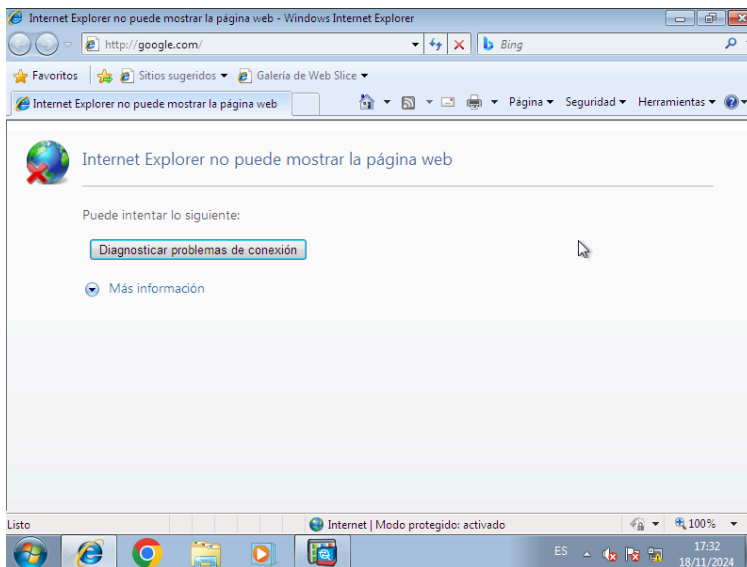 Internet Explorer no puede mostrar la página web - Windows Internet Explorer
http://google.com/
Bing
Favoritos
Sitios sugeridos
Galería de Web Slice
Internet Explorer no puede mostrar la página web
Página
Seguridad
Herramientas
Internet Explorer no puede mostrar la página web
Puede intentar lo siguiente:
Diagnosticar problemas de conexión
Más información
Listo
Internet | Modo protegido: activado
100%
ES
17:32
18/11/2024